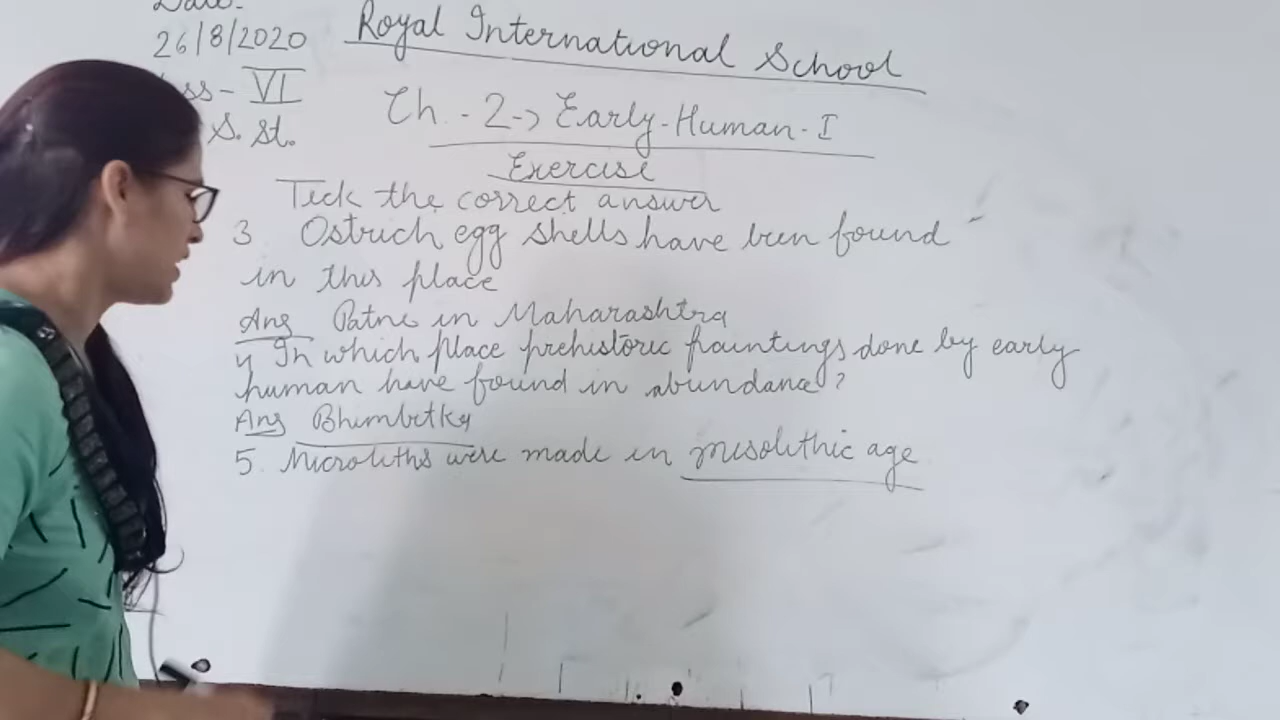 Date-
26/8/2020
Royal International School
ss - VI
S. St.
Ch. - 2 -> Early-Human-I
Exercise
Tick the correct answer
3 Ostrich egg shells have been found
in this place
Ans Patne in Maharashtra
4 In which place prehistoric paintings done by early
human have found in abundance?
Ans Bhimbetka
5. Microliths were made in mesolithic age